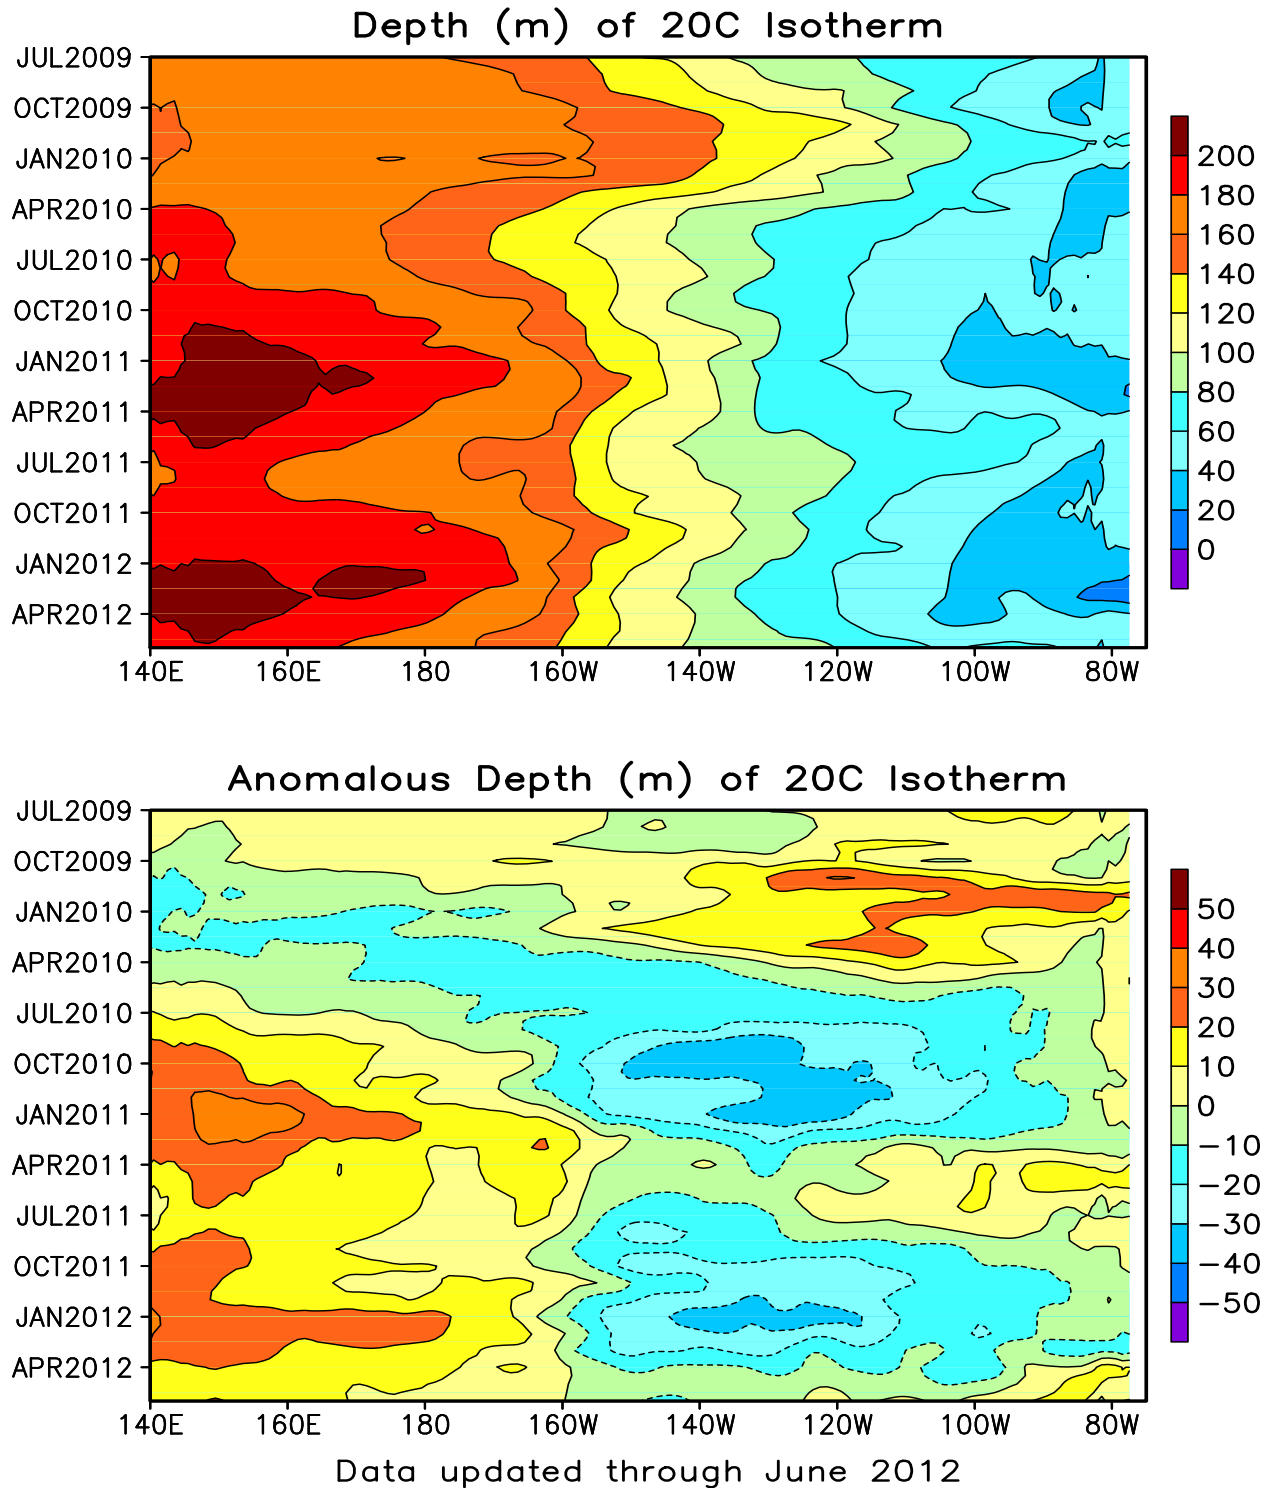 Depth (m) of 20C Isotherm
JUL2009
OCT2009
JAN2010
APR2010
JUL2010
OCT2010
JAN2011
APR2011
JUL2011
OCT2011
JAN2012
APR2012
140E 160E 180 160W 140W 120W 100W 80W
200
180
160
140
120
100
80
60
40
20
0
Anomalous Depth (m) of 20C Isotherm
JUL2009
OCT2009
JAN2010
APR2010
JUL2010
OCT2010
JAN2011
APR2011
JUL2011
OCT2011
JAN2012
APR2012
140E 160E 180 160W 140W 120W 100W 80W
50
40
30
20
10
0
−10
−20
−30
−40
−50
Data updated through June 2012